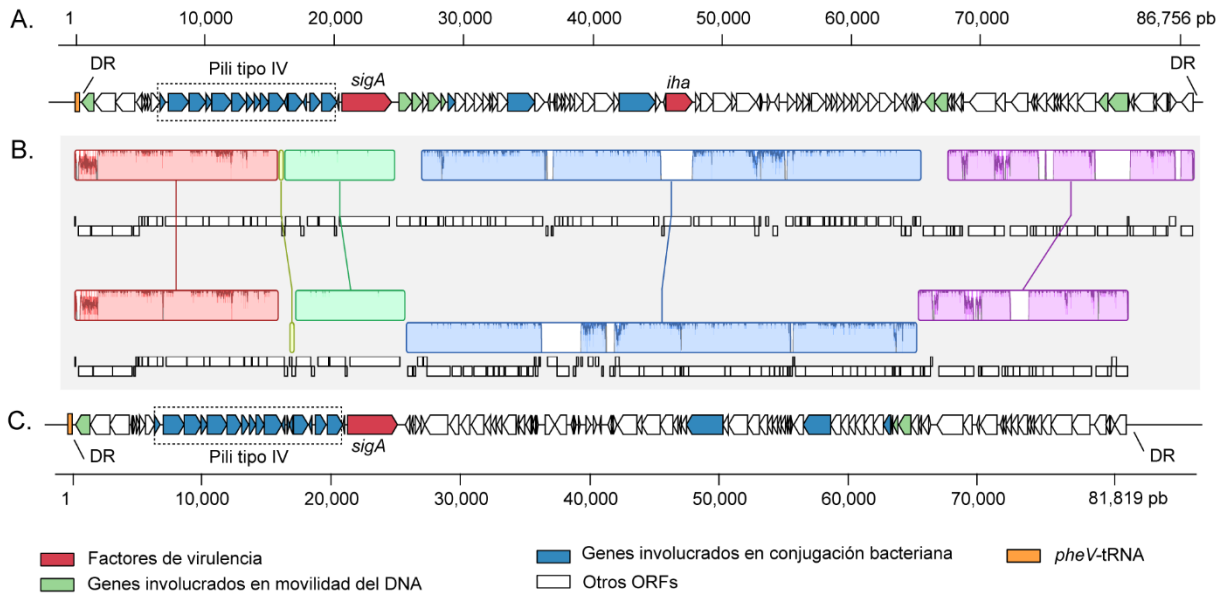 A.
1 10,000 20,000 30,000 40,000 50,000 60,000 70,000 86,756 pb
DR Pili tipo IV sigA iha DR
B.
C.
DR Pili tipo IV sigA DR
1 10,000 20,000 30,000 40,000 50,000 60,000 70,000 81,819 pb
Factores de virulencia Genes involucrados en conjugación bacteriana pheV-tRNA
Genes involucrados en movilidad del DNA Otros ORFs